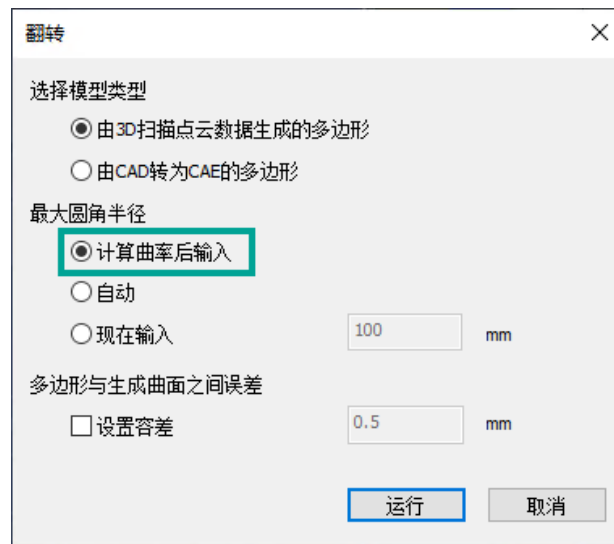 翻转
选择模型类型
由3D扫描点云数据生成的多边形
由CAD转为CAE的多边形
最大圆角半径
计算曲率后输入
自动
现在输入 100 mm
多边形与生成曲面之间误差
设置容差 0.5 mm
运行 取消